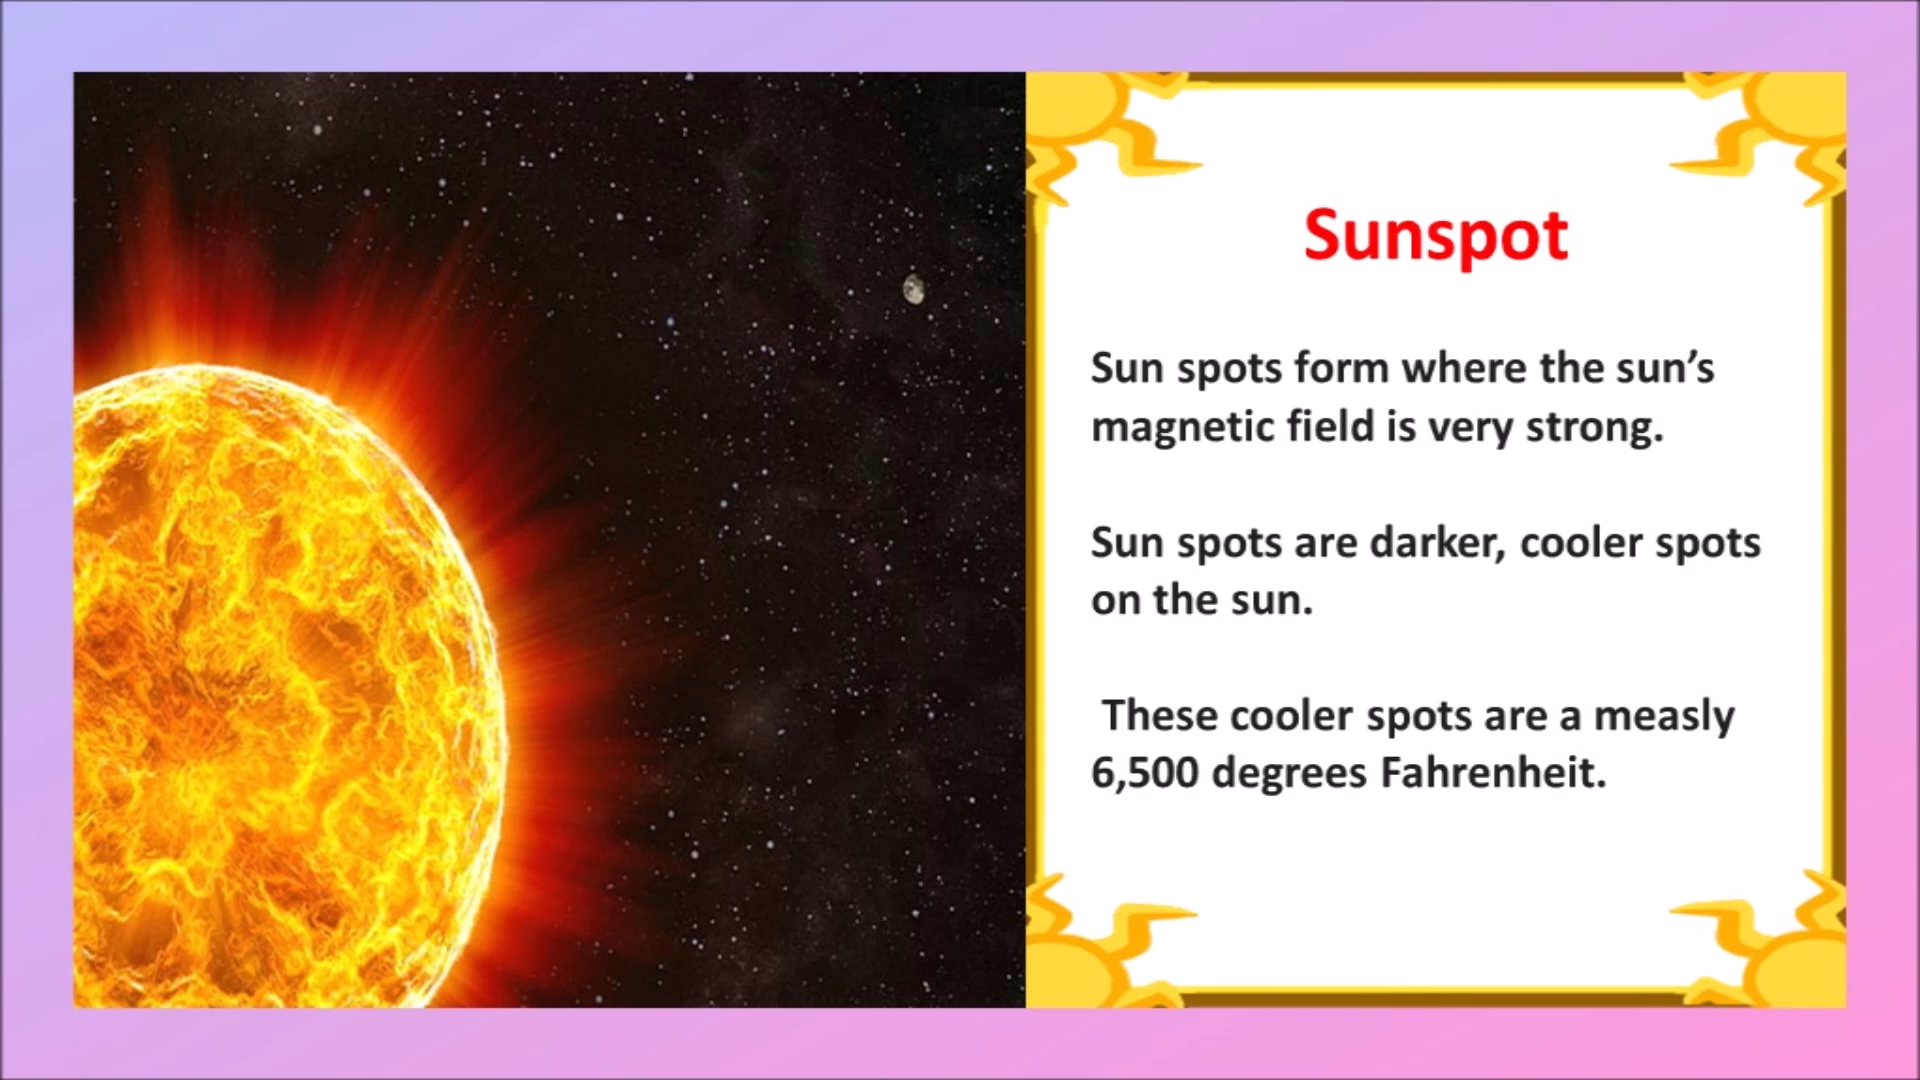 Sunspot
Sun spots form where the sun’s
magnetic field is very strong.
Sun spots are darker, cooler spots
on the sun.
These cooler spots are a measly
6,500 degrees Fahrenheit.